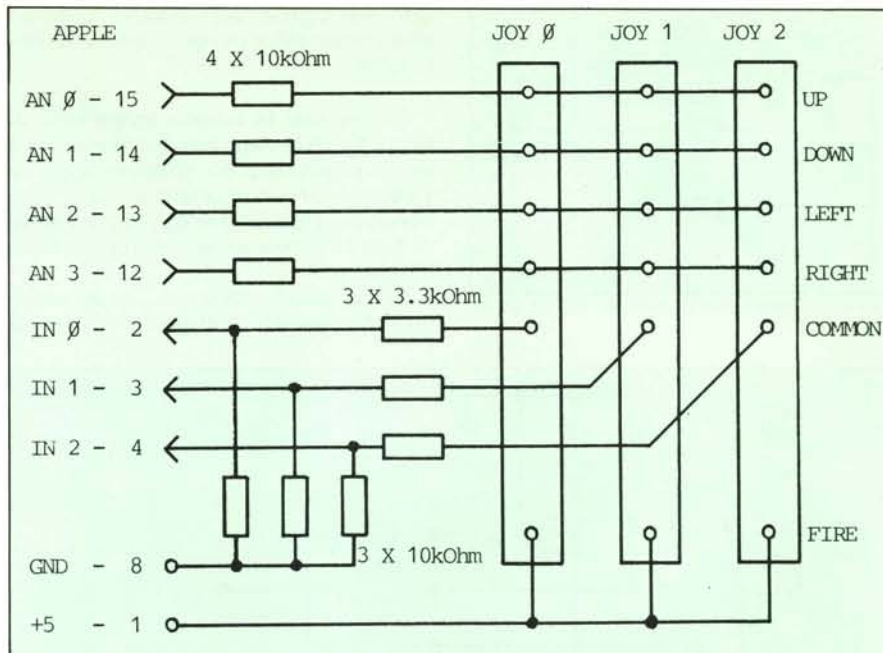 APPLE JOY Ø JOY 1 JOY 2
4 X 10kOhm
AN Ø - 15 UP
AN 1 - 14 DOWN
AN 2 - 13 LEFT
AN 3 - 12 RIGHT
3 X 3.3kOhm
IN Ø - 2 COMMON
IN 1 - 3
IN 2 - 4
FIRE
3 X 10kOhm
GND - 8
+5 - 1